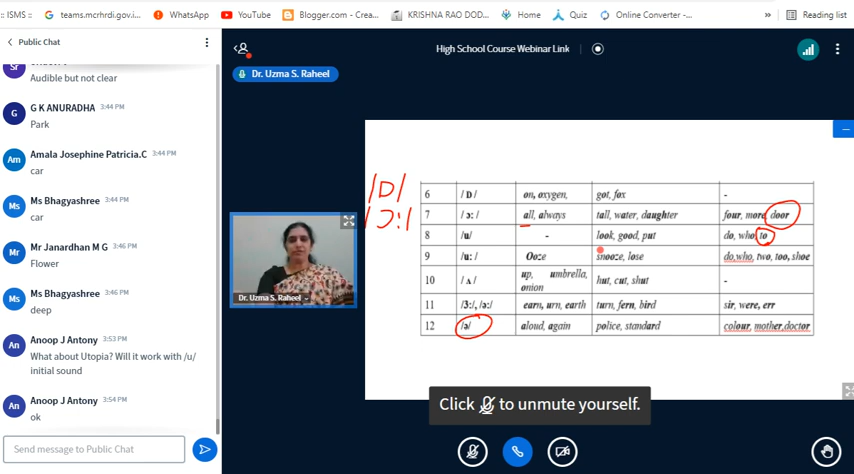 :: ISMS ::
teams.mcrhrdi.gov.i...
WhatsApp
YouTube
Blogger.com - Crea...
KRISHNA RAO DOD...
Home
Quiz
Online Converter -...
»
Reading list
Public Chat
Audible but not clear
G
G K ANURADHA 3:44 PM
Park
Am
Amala Josephine Patricia.C 3:44 PM
car
Ms
Ms Bhagyashree 3:44 PM
car
Mr
Mr Janardhan M G 3:46 PM
Flower
Ms
Ms Bhagyashree 3:46 PM
deep
An
Anoop J Antony 3:53 PM
What about Utopia? Will it work with /u/
initial sound
An
Anoop J Antony 3:54 PM
ok
Send message to Public Chat
High School Course Webinar Link
Dr. Uzma S. Raheel
Dr. Uzma S. Raheel
/D/
/ɔ:/
6 / D / on, oxygen, got, fox -
7 / ɔ: / all, always tall, water, daughter four, more door
8 /u/ - look, good, put do, who to
9 /u: / Ooze snooze, lose do,who, two, too, shoe
10 / ʌ / up, umbrella, onion hut, cut, shut -
11 /3:/, /ə:/ earn, urn, earth turn, fern, bird sir, were, err
12 /ə/ aloud, again police, standard colour, mother,doctor
Click to unmute yourself.